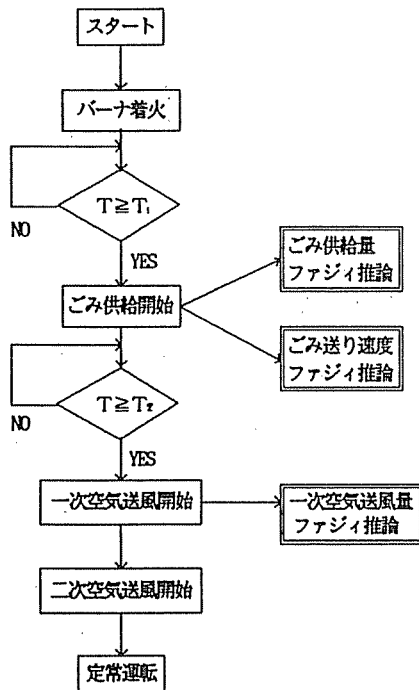 スタート
バーナ着火
T≧T₁
NO
YES
ごみ供給量
ファジィ推論
ごみ供給開始
ごみ送り速度
ファジィ推論
T≧T₂
NO
YES
一次空気送風開始
一次空気送風量
ファジィ推論
二次空気送風開始
定常運転